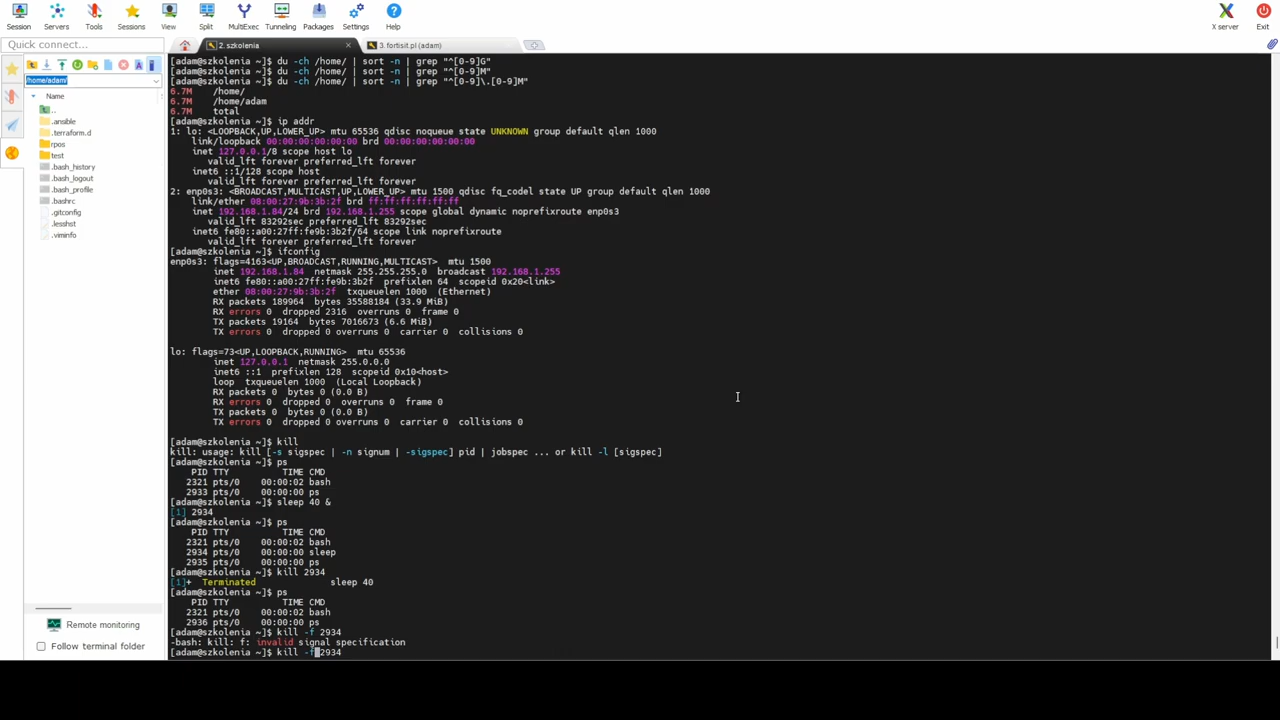 Session Servers Tools Sessions View Split MultiExec Tunneling Packages Settings Help X server Exit
Quick connect...
2. szkolenia
3. fortisit.pl (adam)
/home/adam/
Name
..
.ansible
.terraform.d
rpos
test
.bash_history
.bash_logout
.bash_profile
.bashrc
.gitconfig
.lesshst
.viminfo
Remote monitoring
Follow terminal folder
[adam@szkolenia ~]$ du -ch /home/ | sort -n | grep "^[0-9]G"
[adam@szkolenia ~]$ du -ch /home/ | sort -n | grep "^[0-9]M"
[adam@szkolenia ~]$ du -ch /home/ | sort -n | grep "^[0-9]\.[0-9]M"
6.7M /home/
6.7M /home/adam
6.7M total
[adam@szkolenia ~]$ ip addr
1: lo: <LOOPBACK,UP,LOWER_UP> mtu 65536 qdisc noqueue state UNKNOWN group default qlen 1000
link/loopback 00:00:00:00:00:00 brd 00:00:00:00:00:00
inet 127.0.0.1/8 scope host lo
valid_lft forever preferred_lft forever
inet6 ::1/128 scope host
valid_lft forever preferred_lft forever
2: enp0s3: <BROADCAST,MULTICAST,UP,LOWER_UP> mtu 1500 qdisc fq_codel state UP group default qlen 1000
link/ether 08:00:27:9b:3b:2f brd ff:ff:ff:ff:ff:ff
inet 192.168.1.84/24 brd 192.168.1.255 scope global dynamic noprefixroute enp0s3
valid_lft 83292sec preferred_lft 83292sec
inet6 fe80::a00:27ff:fe9b:3b2f/64 scope link noprefixroute
valid_lft forever preferred_lft forever
[adam@szkolenia ~]$ ifconfig
enp0s3: flags=4163<UP,BROADCAST,RUNNING,MULTICAST> mtu 1500
inet 192.168.1.84 netmask 255.255.255.0 broadcast 192.168.1.255
inet6 fe80::a00:27ff:fe9b:3b2f prefixlen 64 scopeid 0x20<link>
ether 08:00:27:9b:3b:2f txqueuelen 1000 (Ethernet)
RX packets 189964 bytes 35588184 (33.9 MiB)
RX errors 0 dropped 2316 overruns 0 frame 0
TX packets 19164 bytes 7016673 (6.6 MiB)
TX errors 0 dropped 0 overruns 0 carrier 0 collisions 0
lo: flags=73<UP,LOOPBACK,RUNNING> mtu 65536
inet 127.0.0.1 netmask 255.0.0.0
inet6 ::1 prefixlen 128 scopeid 0x10<host>
loop txqueuelen 1000 (Local Loopback)
RX packets 0 bytes 0 (0.0 B)
RX errors 0 dropped 0 overruns 0 frame 0
TX packets 0 bytes 0 (0.0 B)
TX errors 0 dropped 0 overruns 0 carrier 0 collisions 0
[adam@szkolenia ~]$ kill
kill: usage: kill [-s sigspec | -n signum | -sigspec] pid | jobspec ... or kill -l [sigspec]
[adam@szkolenia ~]$ ps
PID TTY TIME CMD
2321 pts/0 00:00:02 bash
2933 pts/0 00:00:00 ps
[adam@szkolenia ~]$ sleep 40 &
[1] 2934
[adam@szkolenia ~]$ ps
PID TTY TIME CMD
2321 pts/0 00:00:02 bash
2934 pts/0 00:00:00 sleep
2935 pts/0 00:00:00 ps
[adam@szkolenia ~]$ kill 2934
[1]+ Terminated sleep 40
[adam@szkolenia ~]$ ps
PID TTY TIME CMD
2321 pts/0 00:00:02 bash
2936 pts/0 00:00:00 ps
[adam@szkolenia ~]$ kill -f 2934
-bash: kill: f: invalid signal specification
[adam@szkolenia ~]$ kill -f 2934